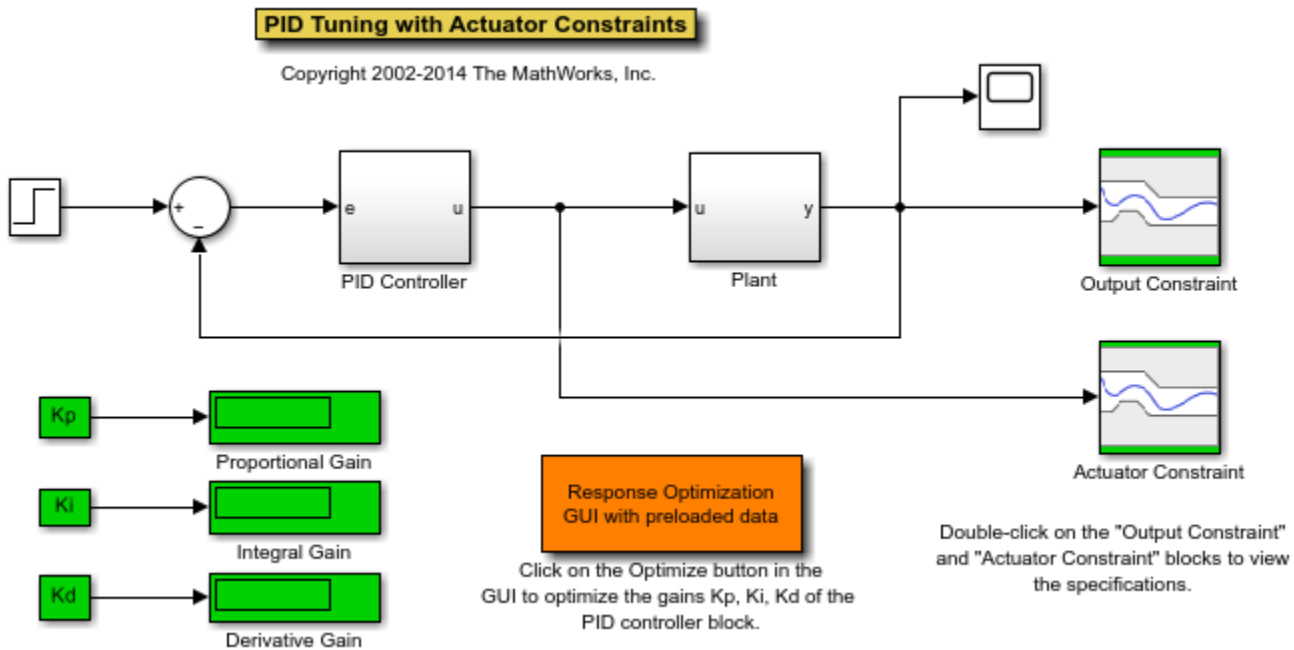 PID Tuning with Actuator Constraints
Copyright 2002-2014 The MathWorks, Inc.
+
−
e
u
PID Controller
u
y
Plant
Output Constraint
Actuator Constraint
Kp
Proportional Gain
Ki
Integral Gain
Kd
Derivative Gain
Response Optimization
GUI with preloaded data
Click on the Optimize button in the
GUI to optimize the gains Kp, Ki, Kd of the
PID controller block.
Double-click on the "Output Constraint"
and "Actuator Constraint" blocks to view
the specifications.